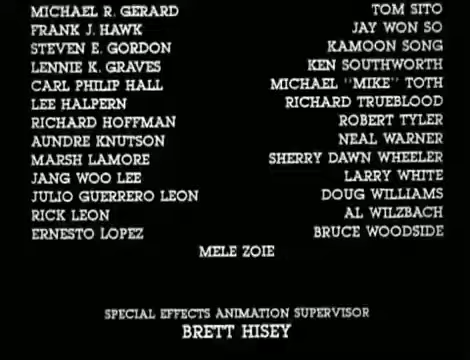 MICHAEL R. GERARD TOM SITO
FRANK J. HAWK JAY WON SO
STEVEN E. GORDON KAMOON SONG
LENNIE K. GRAVES KEN SOUTHWORTH
CARL PHILIP HALL MICHAEL "MIKE" TOTH
LEE HALPERN RICHARD TRUEBLOOD
RICHARD HOFFMAN ROBERT TYLER
AUNDRE KNUTSON NEAL WARNER
MARSH LAMORE SHERRY DAWN WHEELER
JANG WOO LEE LARRY WHITE
JULIO GUERRERO LEON DOUG WILLIAMS
RICK LEON AL WILZBACH
ERNESTO LOPEZ BRUCE WOODSIDE
MELE ZOIE
SPECIAL EFFECTS ANIMATION SUPERVISOR
BRETT HISEY